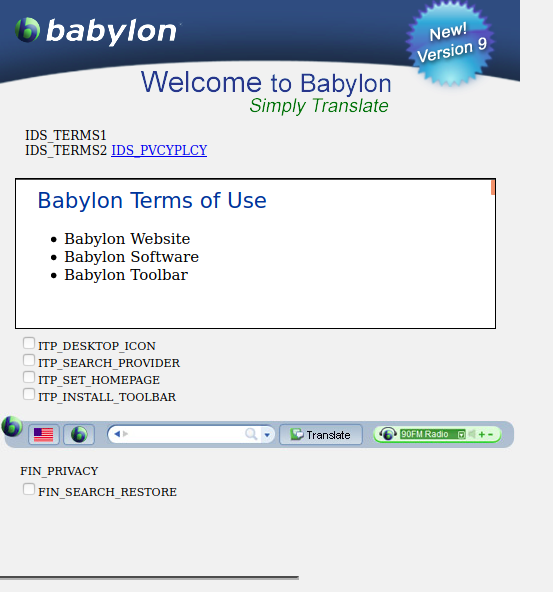 babylon
New!
Version 9
Welcome to Babylon
Simply Translate
IDS_TERMS1
IDS_TERMS2 IDS_PVCYPLCY
Babylon Terms of Use
• Babylon Website
• Babylon Software
• Babylon Toolbar
ITP_DESKTOP_ICON
ITP_SEARCH_PROVIDER
ITP_SET_HOMEPAGE
ITP_INSTALL_TOOLBAR
Translate
90FM Radio
FIN_PRIVACY
FIN_SEARCH_RESTORE